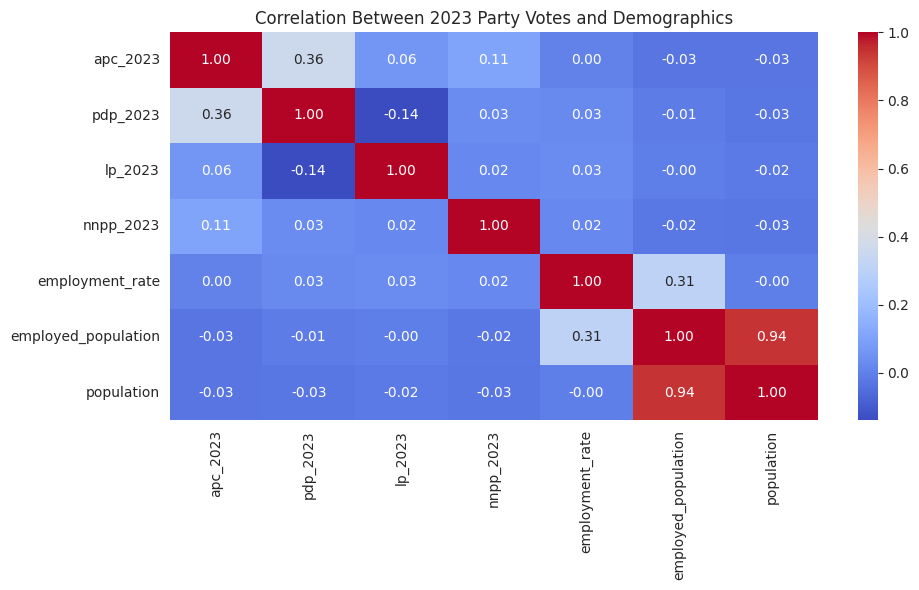 Correlation Between 2023 Party Votes and Demographics
apc_2023 1.00 0.36 0.06 0.11 0.00 -0.03 -0.03
pdp_2023 0.36 1.00 -0.14 0.03 0.03 -0.01 -0.03
lp_2023 0.06 -0.14 1.00 0.02 0.03 -0.00 -0.02
nnpp_2023 0.11 0.03 0.02 1.00 0.02 -0.02 -0.03
employment_rate 0.00 0.03 0.03 0.02 1.00 0.31 -0.00
employed_population -0.03 -0.01 -0.00 -0.02 0.31 1.00 0.94
population -0.03 -0.03 -0.02 -0.03 -0.00 0.94 1.00
apc_2023
pdp_2023
lp_2023
nnpp_2023
employment_rate
employed_population
population
1.0
0.8
0.6
0.4
0.2
0.0